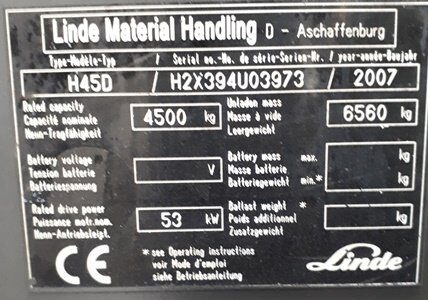 Linde Material Handling D - Aschaffenburg
Type-Modèle-Typ / Serial no.-No. de série-Serien-Nr. / year-année-Baujahr
H45D / H2X394U03973 / 2007
Rated capacity
Capacité nominale
Nenn-Tragfähigkeit
4500 kg
Unladen mass
Masse à vide
Leergewicht
6560 kg
Battery voltage
Tension batterie
Batteriespannung
V
Battery mass max.
Masse batterie
Batteriegewicht min.*
kg
kg
Rated drive power
Puissance motr.nom.
Nenn-Antriebsleigt.
53 kW
Ballast weight *
Poids additionnel
Zusatzgewicht
kg
CE
* see Operating instructions
voir Mode d'emploi
siehe Betriebsanleitung
Linde